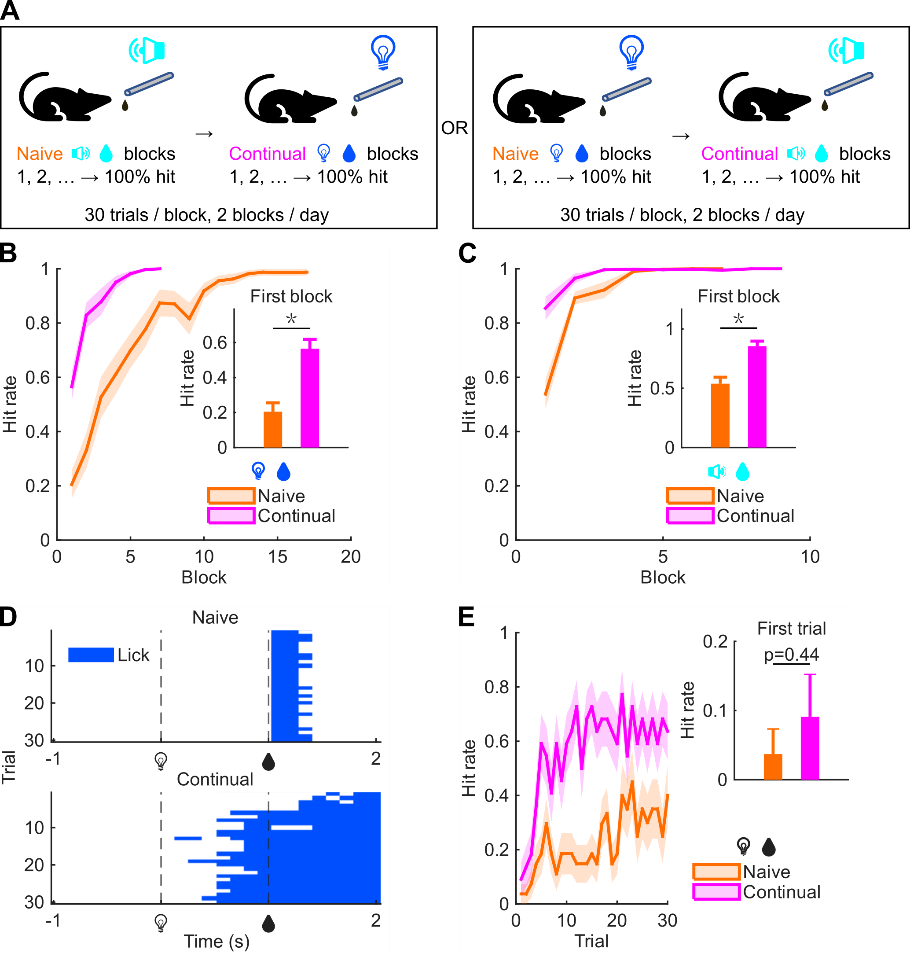 A
OR
Naive blocks
1, 2, … → 100% hit
→
Continual blocks
1, 2, … → 100% hit
30 trials / block, 2 blocks / day
Naive blocks
1, 2, … → 100% hit
→
Continual blocks
1, 2, … → 100% hit
30 trials / block, 2 blocks / day
B
Hit rate
1
0.8
0.6
0.4
0.2
0
0
5
10
15
20
Block
First block
*
Hit rate
0.6
0.4
0.2
0
Naive
Continual
C
Hit rate
1
0.8
0.6
0.4
0.2
0
0
5
10
Block
First block
*
Hit rate
1
0.5
0
Naive
Continual
D
Naive
Lick
10
20
30
-1
2
Trial
Continual
10
20
30
-1
2
Time (s)
E
Hit rate
1
0.8
0.6
0.4
0.2
0
0
10
20
30
Trial
First trial
p=0.44
Hit rate
0.2
0.1
0
Naive
Continual